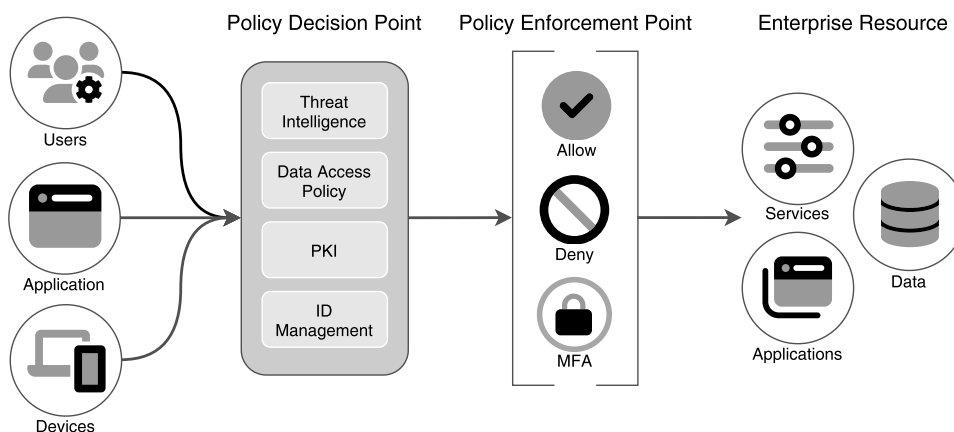 Policy Decision Point
Policy Enforcement Point
Enterprise Resource
Users
Application
Devices
Threat
Intelligence
Data Access
Policy
PKI
ID
Management
Allow
Deny
MFA
Services
Data
Applications